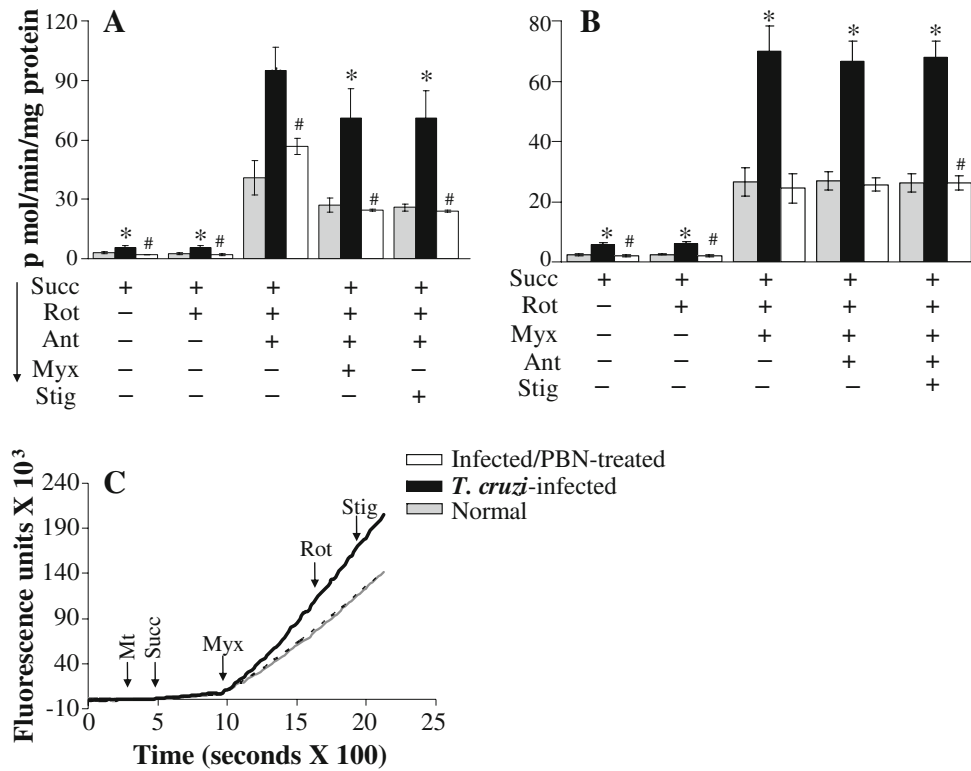 A
p mol/min/mg protein
120
90
60
30
0
* # * # # * # * #
Succ + + + + +
Rot – + + + +
Ant – – + + +
Myx – – – + –
Stig – – – – +
B
80
60
40
20
0
* # * # * * * #
Succ + + + + +
Rot – + + + +
Myx – – + + +
Ant – – – + +
Stig – – – – +
Infected/PBN-treated
T. cruzi-infected
Normal
C
Fluorescence units X 10³
240
190
140
90
40
-10
Mt
Succ
Myx
Rot
Stig
0 5 10 15 20 25
Time (seconds X 100)